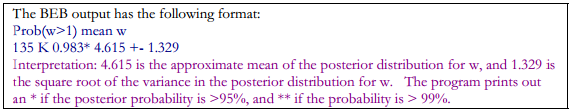 The BEB output has the following format:
Prob(w>1) mean w
135 K 0.983* 4.615 +- 1.329
Interpretation: 4.615 is the approximate mean of the posterior distribution for w, and 1.329 is
the square root of the variance in the posterior distribution for w. The program prints out
an * if the posterior probability is >95%, and ** if the probability is > 99%.